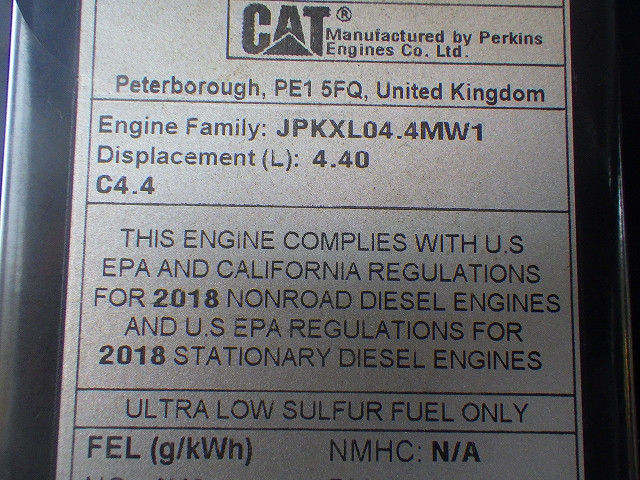 CAT®
Manufactured by Perkins
Engines Co. Ltd.
Peterborough, PE1 5FQ, United Kingdom
Engine Family: JPKXL04.4MW1
Displacement (L): 4.40
C4.4
THIS ENGINE COMPLIES WITH U.S
EPA AND CALIFORNIA REGULATIONS
FOR 2018 NONROAD DIESEL ENGINES
AND U.S EPA REGULATIONS FOR
2018 STATIONARY DIESEL ENGINES
ULTRA LOW SULFUR FUEL ONLY
FEL (g/kWh) NMHC: N/A